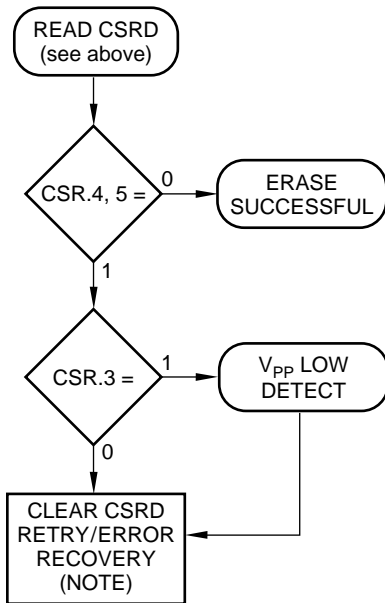 READ CSRD
(see above)
CSR.4, 5 =
0
ERASE
SUCCESSFUL
1
CSR.3 =
1
VPP LOW
DETECT
0
CLEAR CSRD
RETRY/ERROR
RECOVERY
(NOTE)